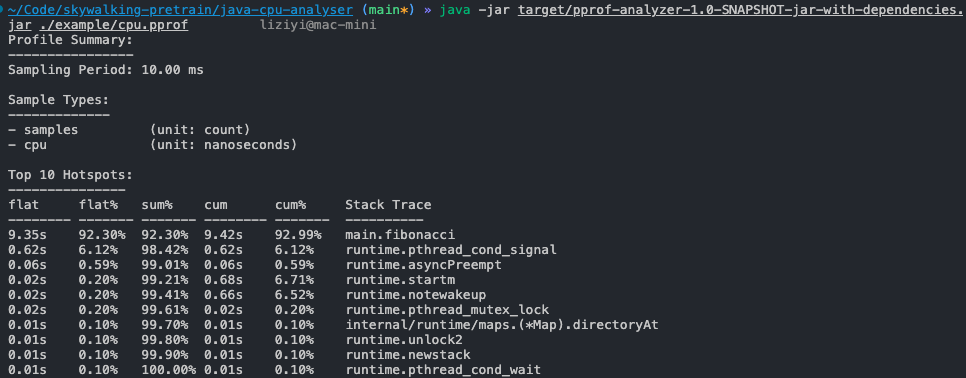 ~/Code/skywalking-pretrain/java-cpu-analyser (main*) » java -jar target/pprof-analyzer-1.0-SNAPSHOT-jar-with-dependencies.
jar ./example/cpu.pprof liziyi@mac-mini
Profile Summary:
----------------
Sampling Period: 10.00 ms
Sample Types:
-------------
- samples (unit: count)
- cpu (unit: nanoseconds)
Top 10 Hotspots:
---------------
flat flat% sum% cum cum% Stack Trace
-------- ------- ------- -------- ------- ----------
9.35s 92.30% 92.30% 9.42s 92.99% main.fibonacci
0.62s 6.12% 98.42% 0.62s 6.12% runtime.pthread_cond_signal
0.06s 0.59% 99.01% 0.06s 0.59% runtime.asyncPreempt
0.02s 0.20% 99.21% 0.68s 6.71% runtime.startm
0.02s 0.20% 99.41% 0.66s 6.52% runtime.notewakeup
0.02s 0.20% 99.61% 0.02s 0.20% runtime.pthread_mutex_lock
0.01s 0.10% 99.70% 0.01s 0.10% internal/runtime/maps.(*Map).directoryAt
0.01s 0.10% 99.80% 0.01s 0.10% runtime.unlock2
0.01s 0.10% 99.90% 0.01s 0.10% runtime.newstack
0.01s 0.10% 100.00% 0.01s 0.10% runtime.pthread_cond_wait